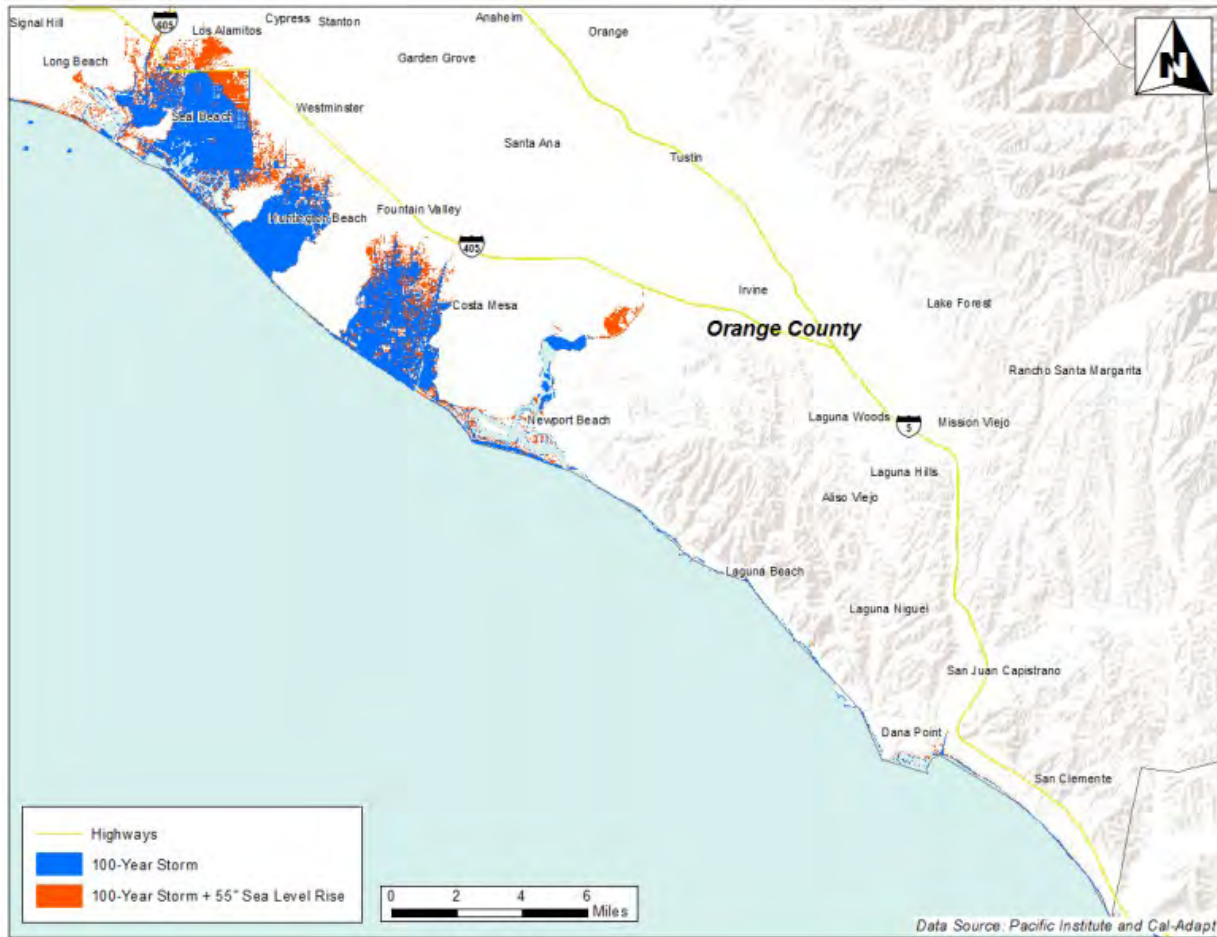 Signal Hill
405
Cypress
Stanton
Anaheim
Los Alamitos
Orange
Garden Grove
Long Beach
N
Westminster
Seal Beach
Santa Ana
Tustin
Huntington Beach
Fountain Valley
405
Irvine
Lake Forest
Costa Mesa
Orange County
Rancho Santa Margarita
Newport Beach
Laguna Woods
5
Mission Viejo
Laguna Hills
Aliso Viejo
Laguna Beach
Laguna Niguel
San Juan Capistrano
Dana Point
San Clemente
Highways
100-Year Storm
100-Year Storm + 55" Sea Level Rise
0 2 4 6
Miles
Data Source: Pacific Institute and Cal-Adapt